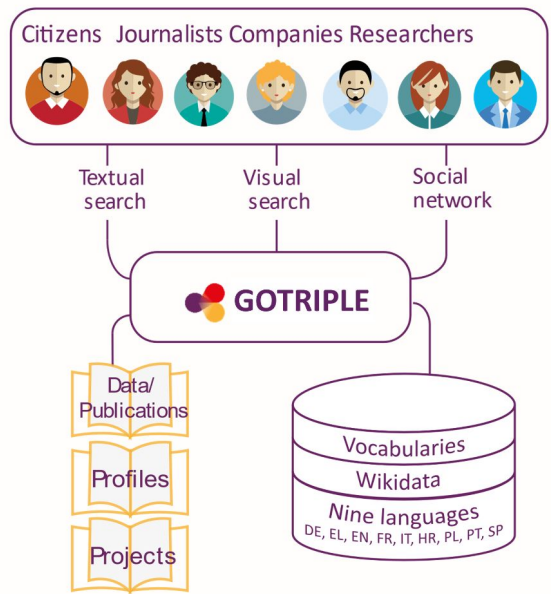 Citizens Journalists Companies Researchers
Textual
search
Visual
search
Social
network
GOTRIPLE
Data/
Publications
Profiles
Projects
Vocabularies
Wikidata
Nine languages
DE, EL, EN, FR, IT, HR, PL, PT, SP